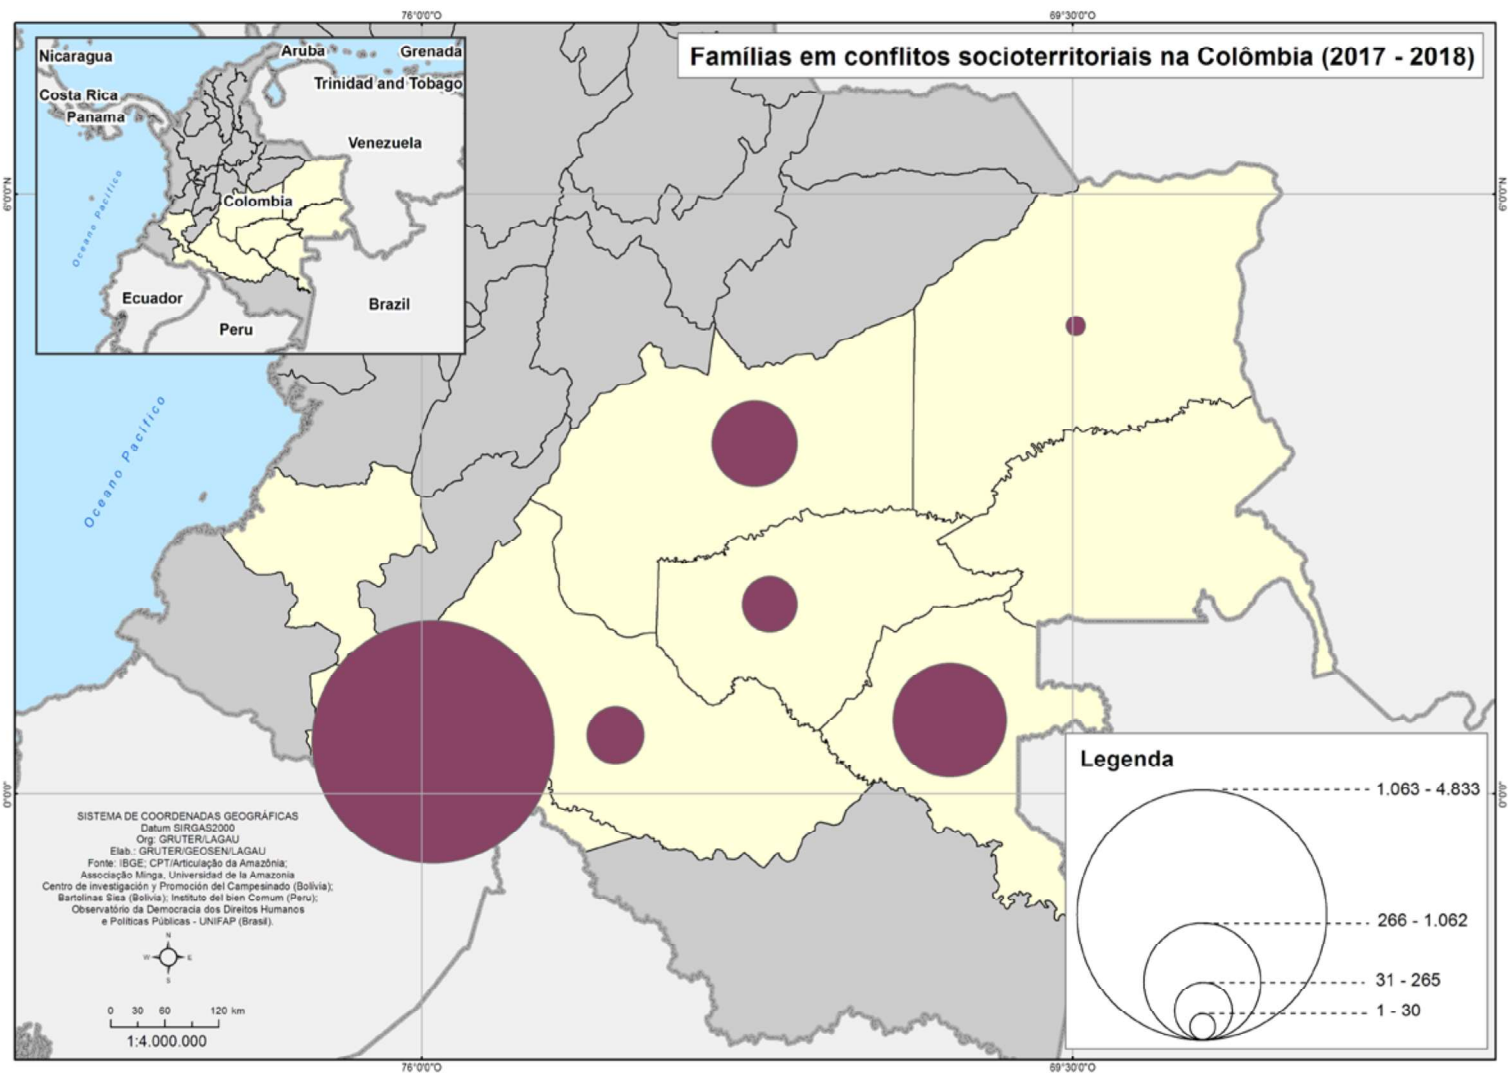 76°0'0"O
69°30'0"O
Famílias em conflitos socioterritoriais na Colômbia (2017 - 2018)
Nicaragua
Aruba
Grenada
Trinidad and Tobago
Costa Rica
Panama
Venezuela
Colombia
Oceano Pacífico
Ecuador
Brazil
Peru
6°0'N
6°0'N
Oceano Pacífico
0°0'0"
0°0'0"
SISTEMA DE COORDENADAS GEOGRÁFICAS
Datum SIRGAS2000
Org: GRUTER/LAGAU
Elab.: GRUTER/GEOSEN/LAGAU
Fonte: IBGE; CPT/Articulação da Amazônia;
Associação Minga, Universidad de la Amazonia
Centro de investigación y Promoción del Campesinado (Bolívia);
Bartolinas Sisa (Bolivia); Instituto del bien Comum (Peru);
Observatório da Democracia dos Direitos Humanos
e Políticas Públicas - UNIFAP (Brasil).
N
W E
S
0 30 60 120 km
1:4.000.000
Legenda
1.063 - 4.833
266 - 1.062
31 - 265
1 - 30
76°0'0"O
69°30'0"O